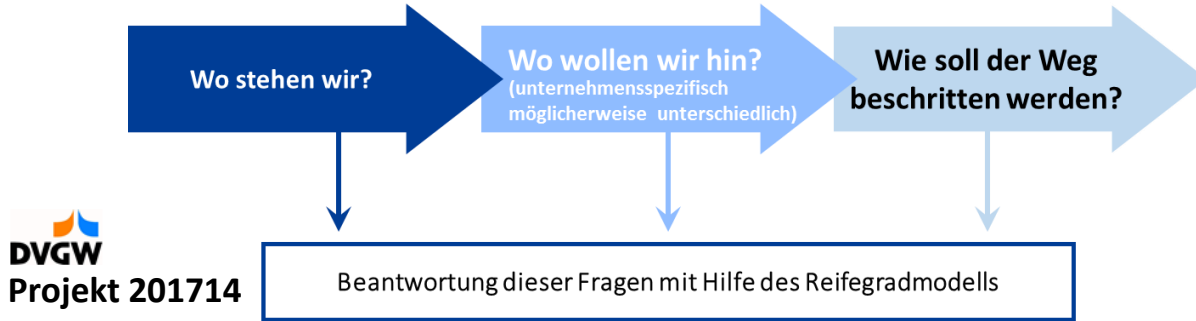 Wo stehen wir?
Wo wollen wir hin?
(unternehmensspezifisch
möglicherweise unterschiedlich)
Wie soll der Weg
beschritten werden?
DVGW
Projekt 201714
Beantwortung dieser Fragen mit Hilfe des Reifegradmodells